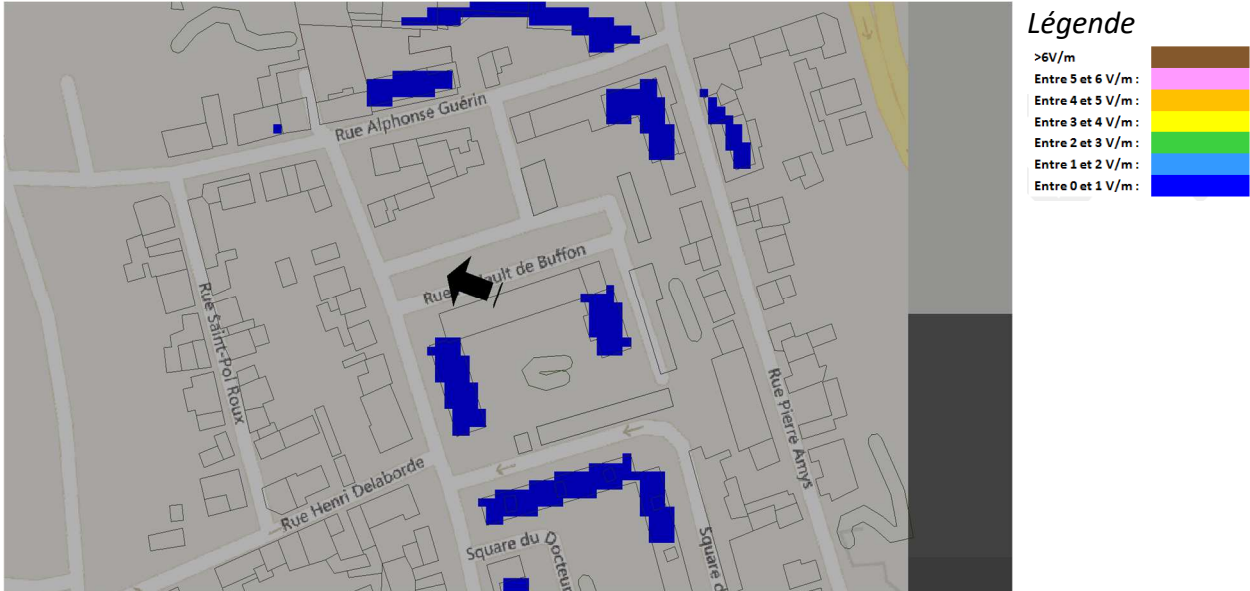 Légende
>6V/m
Entre 5 et 6 V/m :
Entre 4 et 5 V/m :
Entre 3 et 4 V/m :
Entre 2 et 3 V/m :
Entre 1 et 2 V/m :
Entre 0 et 1 V/m :
Rue Alphonse Guérin
Rue ault de Buffon
Rue Saint-Pol Roux
Rue Pierre Amys
Rue Henri Delaborde
Square du Docteur
Square d